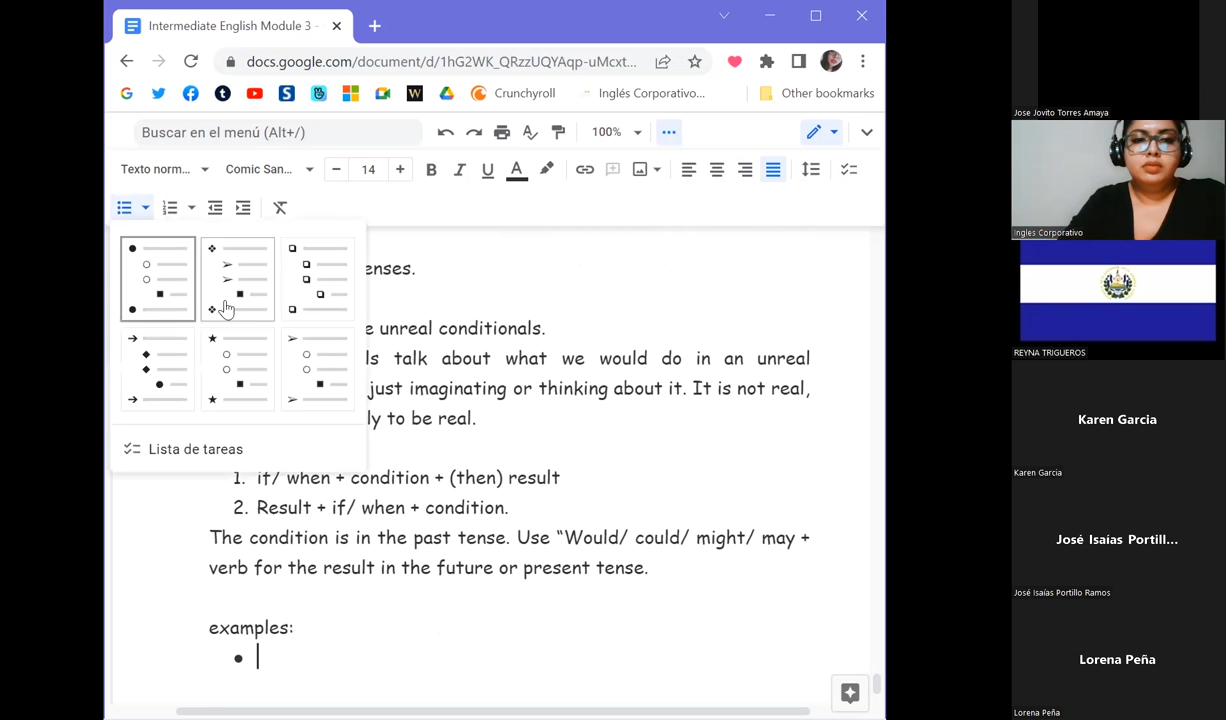 Intermediate English Module 3 -
docs.google.com/document/d/1hG2WK_QRzzUQYAqp-uMcxt...
Crunchyroll
Inglés Corporativo...
Other bookmarks
Buscar en el menú (Alt+/)
100%
Texto norm...
Comic San...
14
enses.
e unreal conditionals.
ls talk about what we would do in an unreal
just imaginating or thinking about it. It is not real,
ly to be real.
Lista de tareas
1. if/ when + condition + (then) result
2. Result + if/ when + condition.
The condition is in the past tense. Use “Would/ could/ might/ may +
verb for the result in the future or present tense.
examples:
Jose Jovito Torres Amaya
Ingles Corporativo
REYNA TRIGUEROS
Karen Garcia
Karen Garcia
José Isaías Portill...
José Isaías Portillo Ramos
Lorena Peña
Lorena Peña